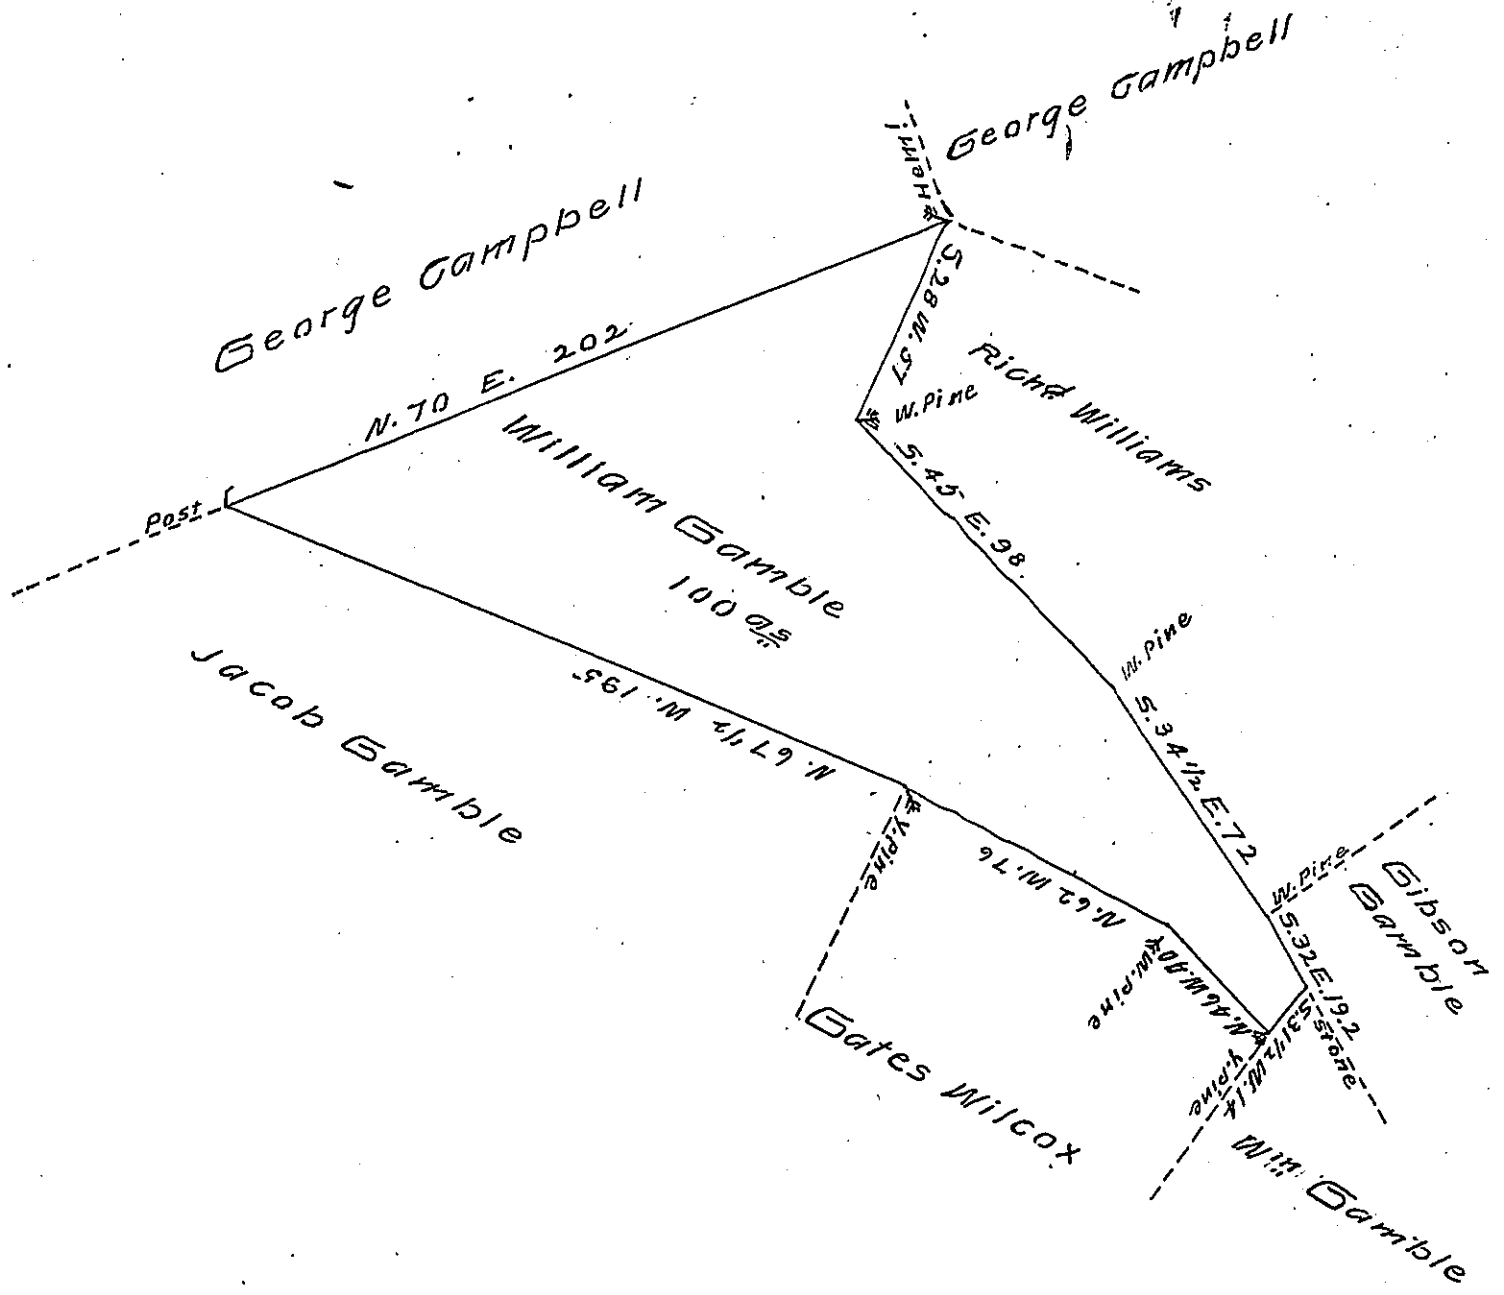 George Campbell
George Campbell
Hemi
N. 70 E. 202
S. 28 W. 57
Rich^d Williams
W. Pine
Post
William Gamble
100 as
S. 45 E. 98
W. Pine
Jacob Gamble
N. 67 1/2 W. 195
S. 34 1/2 E. 72
Y. Pine
N. 62 W. 76
W. Pine
Gibson
Gamble
S. 32 E. 19.2
Stone
W. Pine
N. 46 W. 40
S. 31 1/2 W. 14
Y. Pine
Gates Wilcox
Wm Gamble